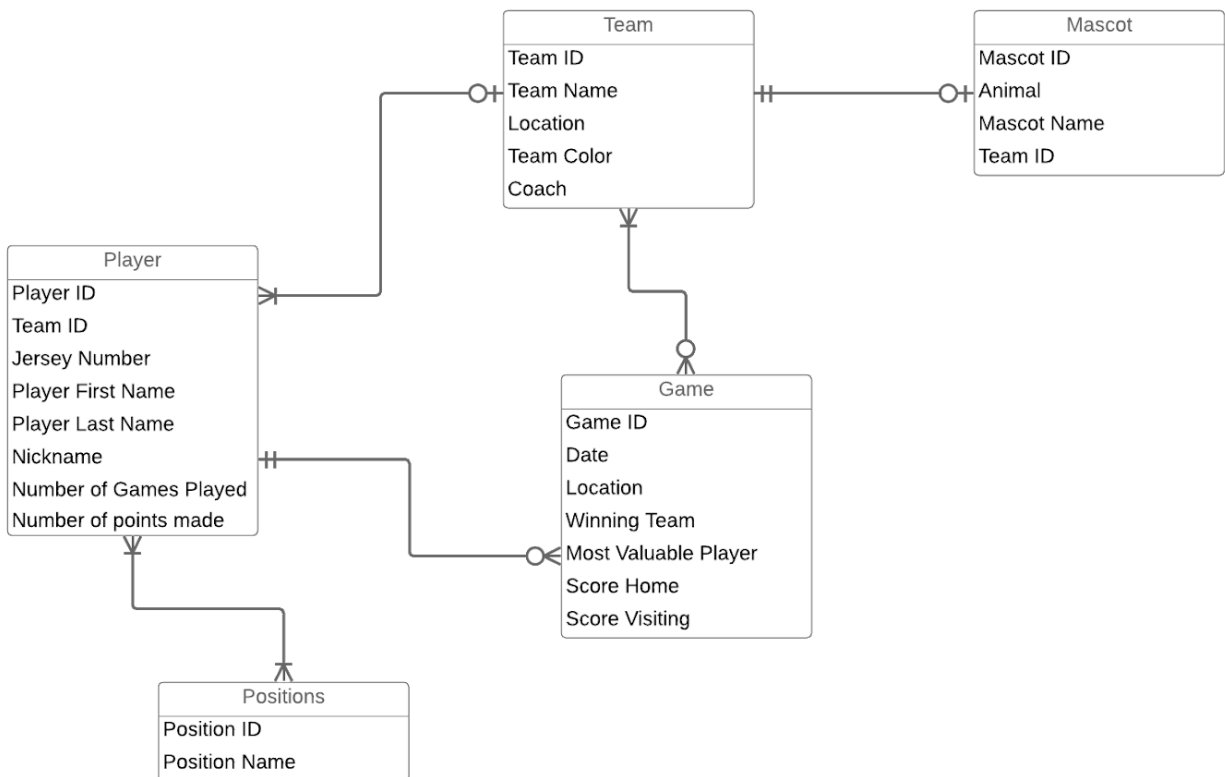 Team
Team ID
Team Name
Location
Team Color
Coach
Mascot
Mascot ID
Animal
Mascot Name
Team ID
Player
Player ID
Team ID
Jersey Number
Player First Name
Player Last Name
Nickname
Number of Games Played
Number of points made
Game
Game ID
Date
Location
Winning Team
Most Valuable Player
Score Home
Score Visiting
Positions
Position ID
Position Name